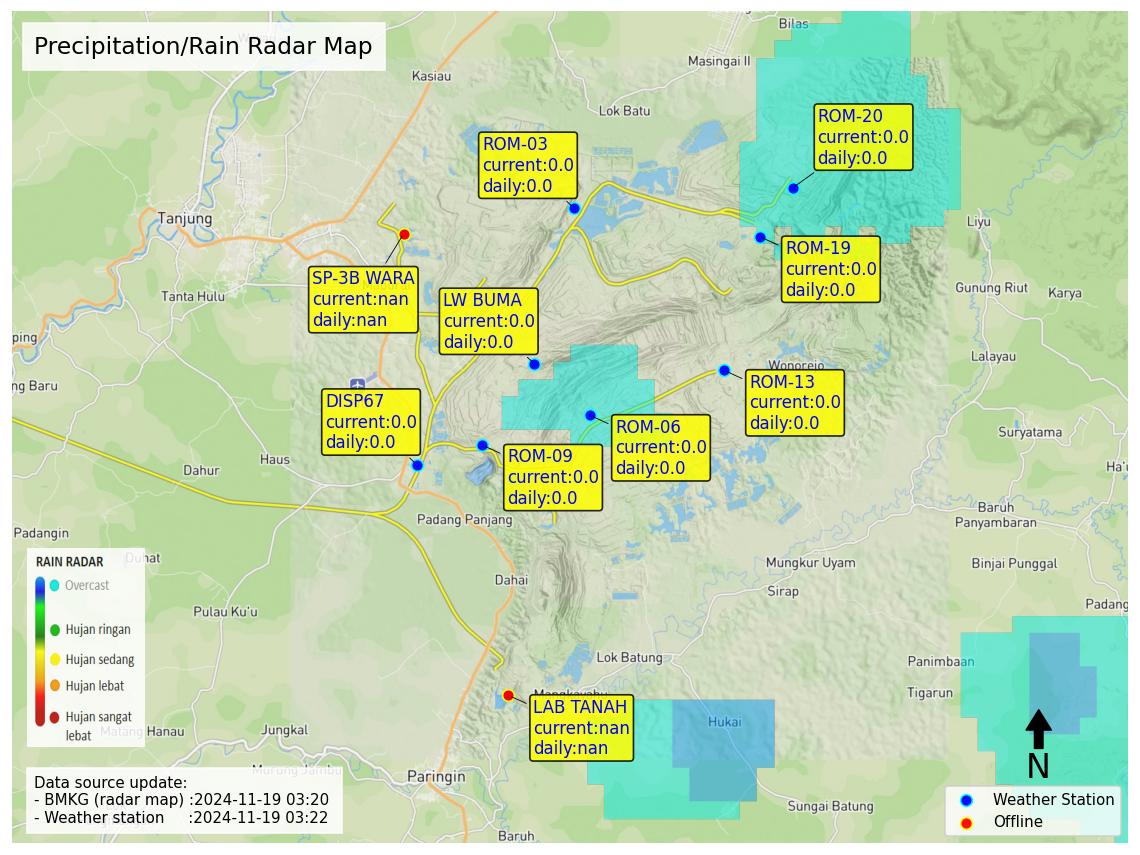 Precipitation/Rain Radar Map
Bilas
Masingai II
Kasiau
Lok Batu
ROM-20
current:0.0
daily:0.0
ROM-03
current:0.0
daily:0.0
Tanjung
Liyu
ROM-19
current:0.0
daily:0.0
SP-3B WARA
current:nan
daily:nan
LW BUMA
current:0.0
daily:0.0
Tanta Hulu
Gunung Riut
Karya
ping
Lalayau
Wonorejo
ng Baru
ROM-13
current:0.0
daily:0.0
DISP67
current:0.0
daily:0.0
ROM-06
current:0.0
daily:0.0
Suryatama
ROM-09
current:0.0
daily:0.0
Haus
Dahur
Ha'u
Baruh
Panyambaran
Padang Panjang
Padangin
Duhat
Mungkur Uyam
Binjai Punggal
RAIN RADAR
Overcast
Hujan ringan
Hujan sedang
Hujan lebat
Hujan sangat
lebat
Dahai
Sirap
Padang
Pulau Ku'u
Lok Batung
Panimbaan
Tigarun
Mangkayahu
LAB TANAH
current:nan
daily:nan
Hukai
Matang Hanau
Jungkal
Murung Jambu
Paringin
N
Data source update:
- BMKG (radar map) :2024-11-19 03:20
- Weather station :2024-11-19 03:22
Sungai Batung
Weather Station
Offline
Baruh